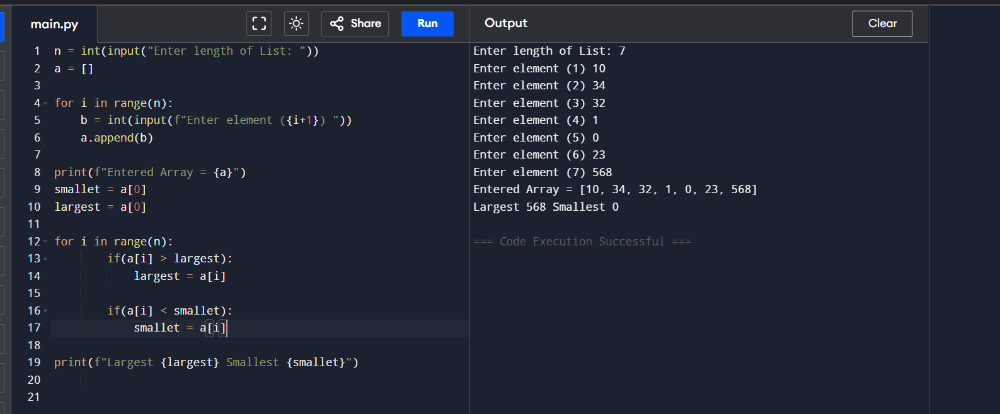 main.py
Share
Run
Output
Clear
1 n = int(input("Enter length of List: "))
2 a = []
3
4 for i in range(n):
5     b = int(input(f"Enter element ({i+1}) "))
6     a.append(b)
7
8 print(f"Entered Array = {a}")
9 smallet = a[0]
10 largest = a[0]
11
12 for i in range(n):
13         if(a[i] > largest):
14             largest = a[i]
15
16         if(a[i] < smallet):
17             smallet = a[i]
18
19 print(f"Largest {largest} Smallest {smallet}")
20
21
Enter length of List: 7
Enter element (1) 10
Enter element (2) 34
Enter element (3) 32
Enter element (4) 1
Enter element (5) 0
Enter element (6) 23
Enter element (7) 568
Entered Array = [10, 34, 32, 1, 0, 23, 568]
Largest 568 Smallest 0
=== Code Execution Successful ===